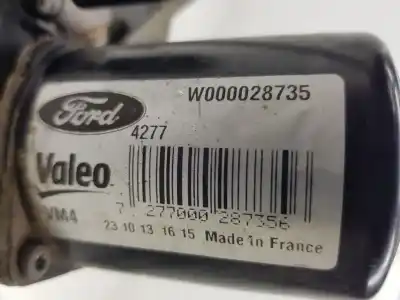 W000028735
Ford
4277
Valeo
VM4
7 277000 287356
23 10 13 16 15 Made in France